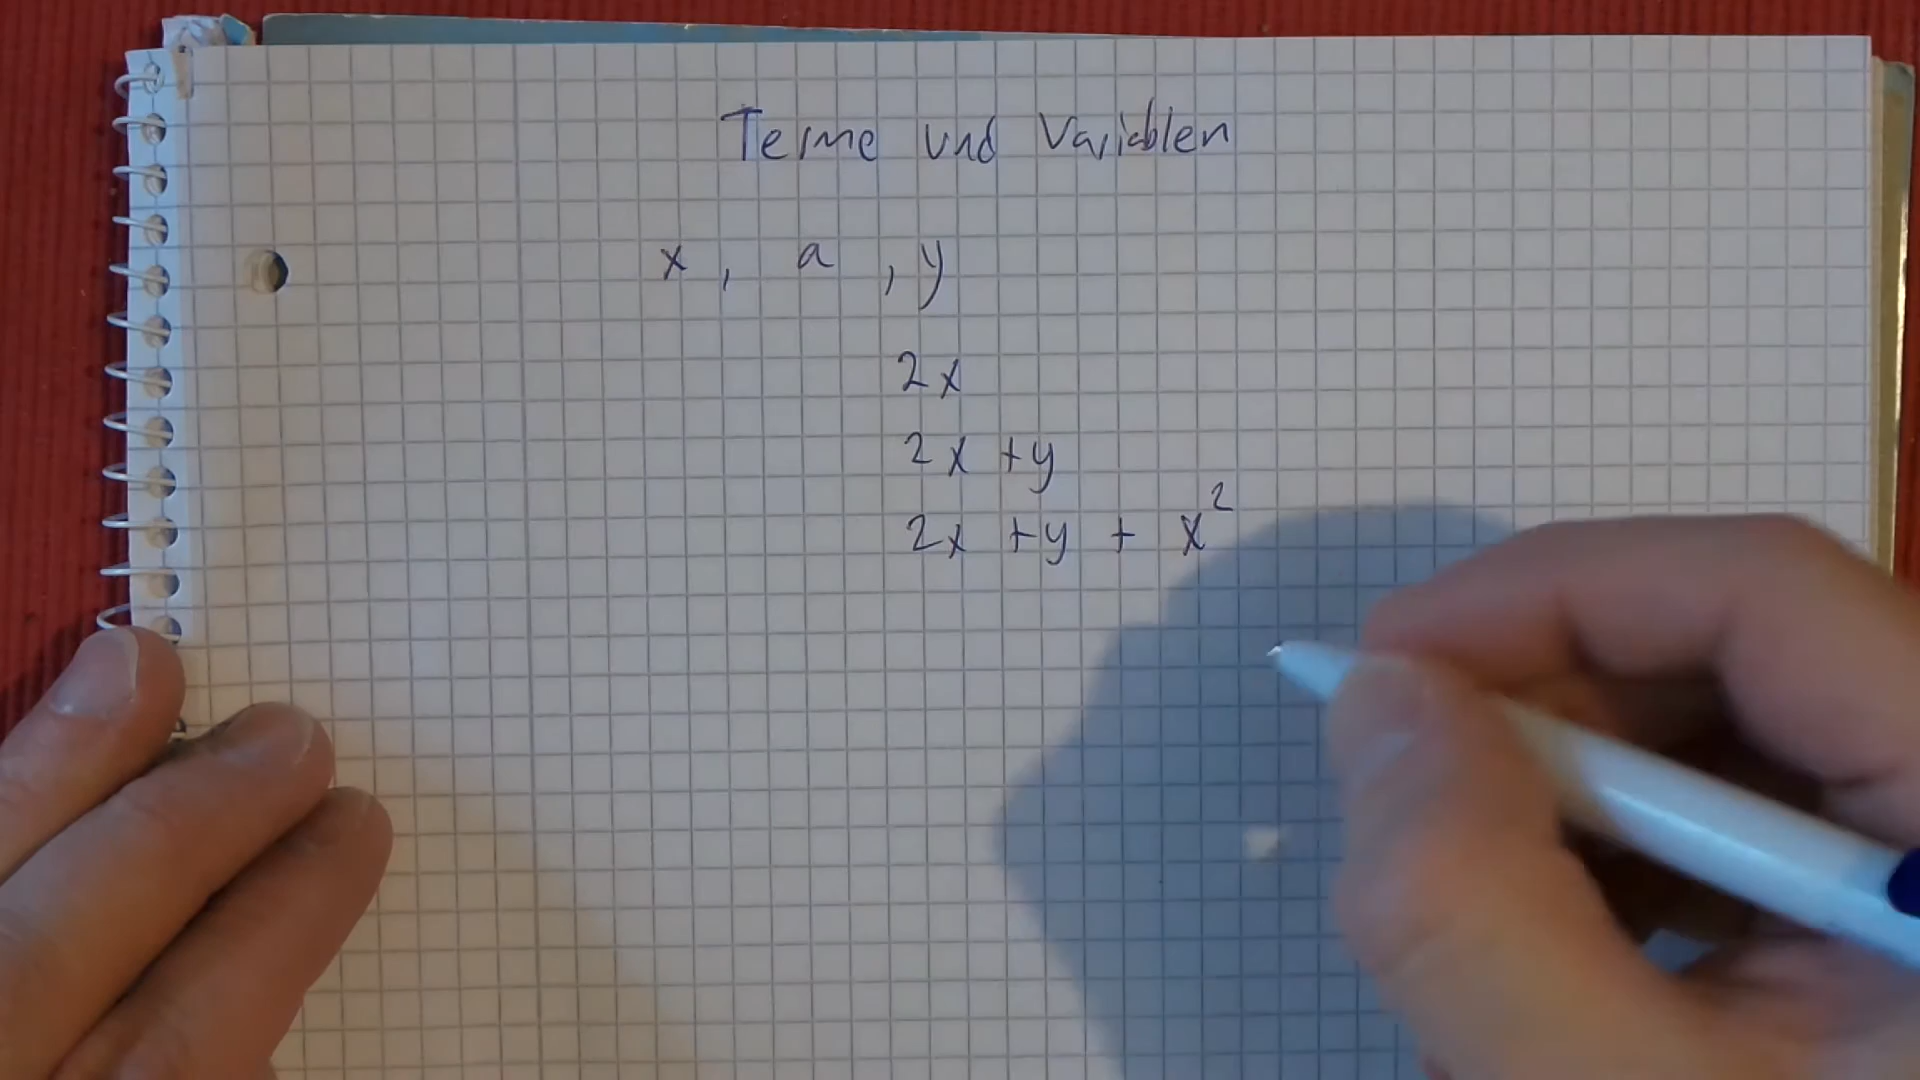 Terme und Variablen
x , a , y
2x
2x + y
2x + y + x²